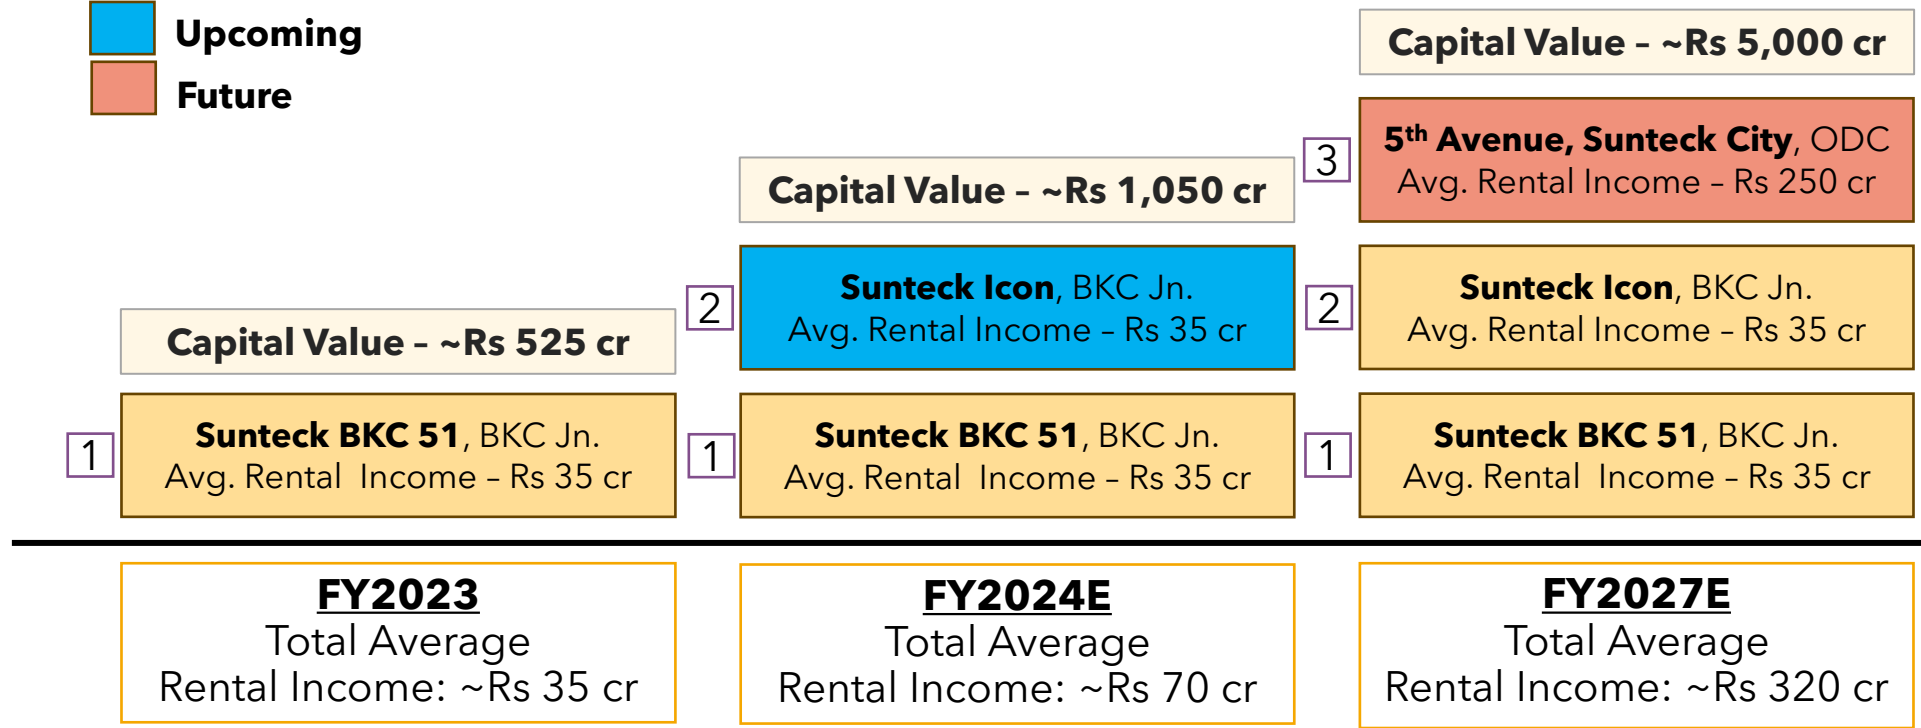 Upcoming
Future
Capital Value – ~Rs 525 cr
1
Sunteck BKC 51, BKC Jn.
Avg. Rental  Income – Rs 35 cr
FY2023
Total Average
Rental Income: ~Rs 35 cr
Capital Value – ~Rs 1,050 cr
2
Sunteck Icon, BKC Jn.
Avg. Rental Income – Rs 35 cr
1
Sunteck BKC 51, BKC Jn.
Avg. Rental  Income – Rs 35 cr
FY2024E
Total Average
Rental Income: ~Rs 70 cr
Capital Value – ~Rs 5,000 cr
3
5th Avenue, Sunteck City, ODC
Avg. Rental Income – Rs 250 cr
2
Sunteck Icon, BKC Jn.
Avg. Rental Income – Rs 35 cr
1
Sunteck BKC 51, BKC Jn.
Avg. Rental  Income – Rs 35 cr
FY2027E
Total Average
Rental Income: ~Rs 320 cr